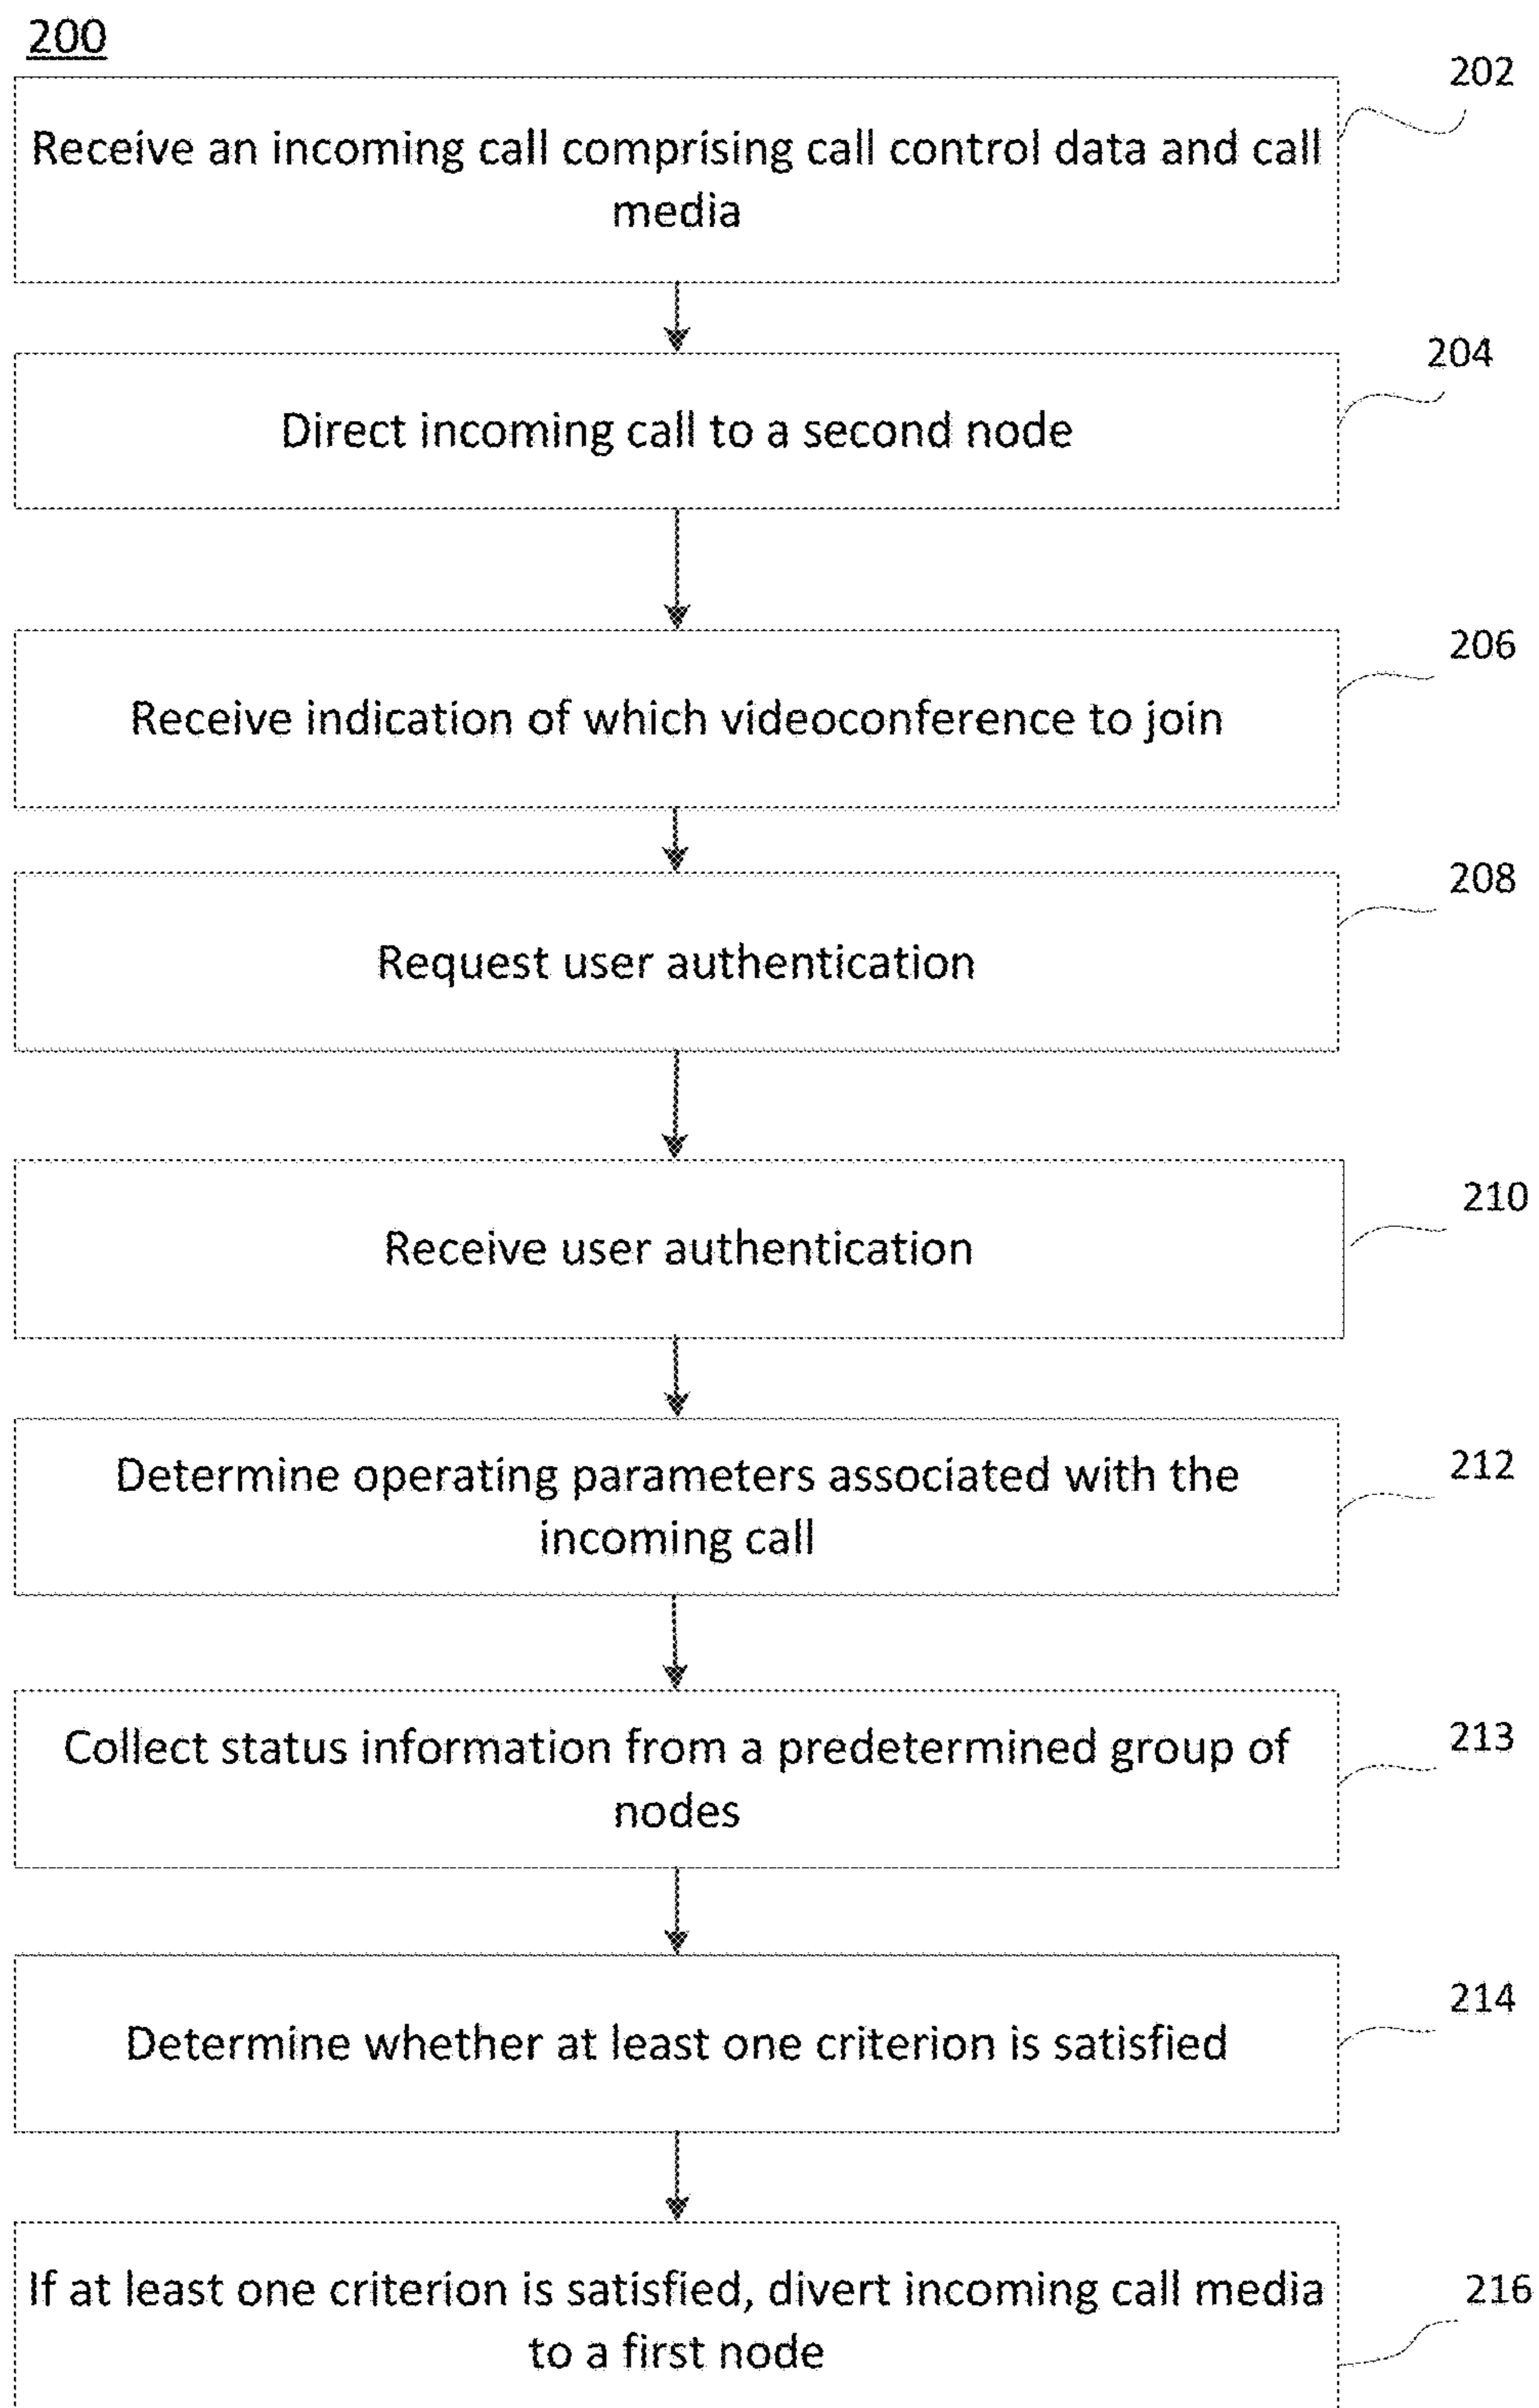 200
202
Receive an incoming call comprising call control data and call
media
204
Direct incoming call to a second node
206
Receive indication of which videoconference to join
208
Request user authentication
210
Receive user authentication
212
Determine operating parameters associated with the
incoming call
213
Collect status information from a predetermined group of
nodes
214
Determine whether at least one criterion is satisfied
216
If at least one criterion is satisfied, divert incoming call media
to a first node